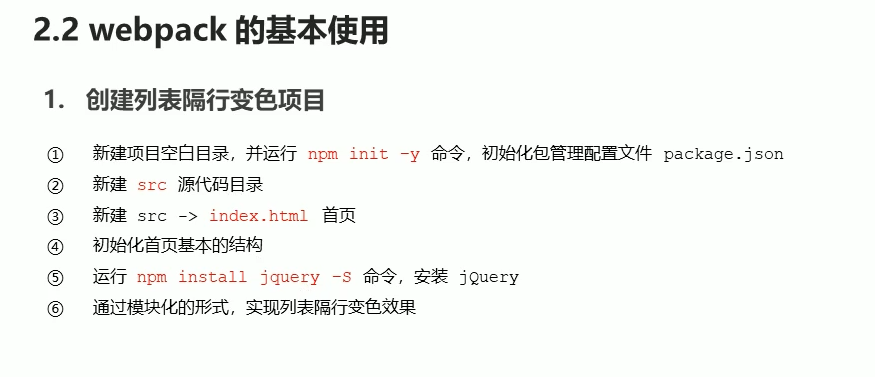 2.2 webpack 的基本使用
1. 创建列表隔行变色项目
① 新建项目空白目录，并运行 npm init –y 命令，初始化包管理配置文件 package.json
② 新建 src 源代码目录
③ 新建 src -> index.html 首页
④ 初始化首页基本的结构
⑤ 运行 npm install jquery –S 命令，安装 jQuery
⑥ 通过模块化的形式，实现列表隔行变色效果